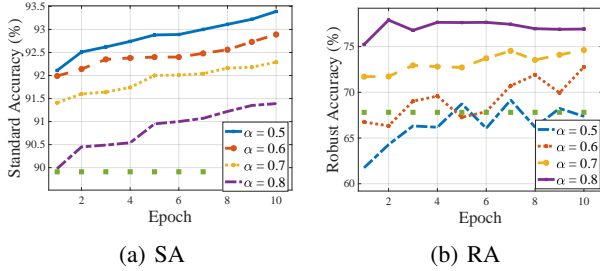 Standard Accuracy (%)
93.5
93
92.5
92
91.5
91
90.5
90
2
4
6
8
10
Epoch
α = 0.5
α = 0.6
α = 0.7
α = 0.8
(a) SA
Robust Accuracy (%)
75
70
65
60
2
4
6
8
10
Epoch
α = 0.5
α = 0.6
α = 0.7
α = 0.8
(b) RA